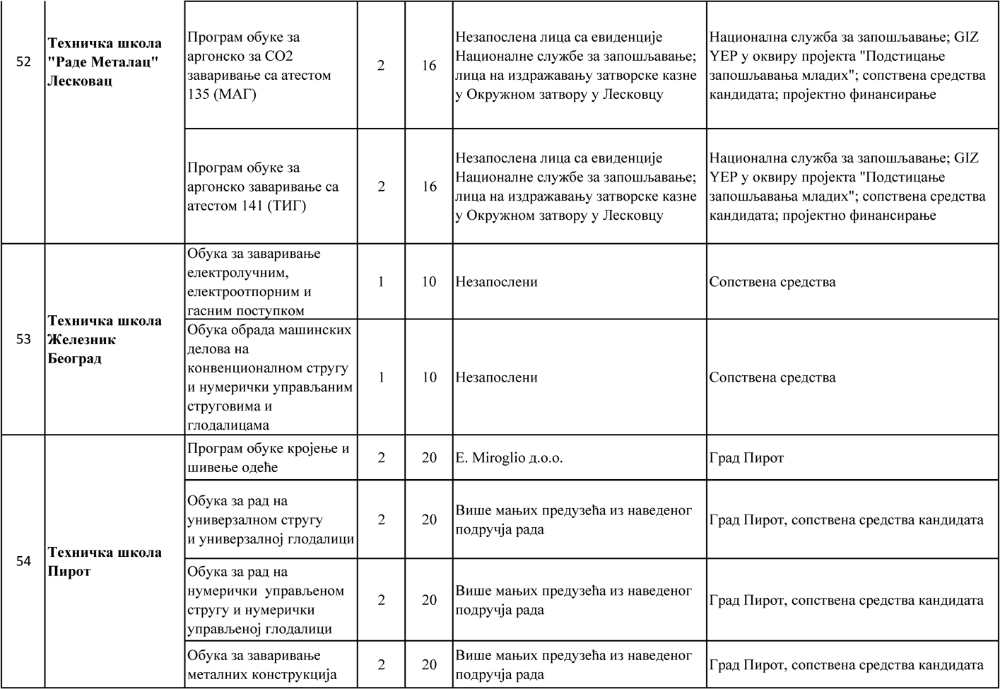 52
Техничка школа
"Раде Металац"
Лесковац
Програм обуке за
аргонско за СО2
заваривање са атестом
135 (МАГ)
2
16
Незапослена лица са евиденције
Националне службе за запошљавање;
лица на издражавању затворске казне
у Окружном затвору у Лесковцу
Национална служба за запошљавање; GIZ
YEP у оквиру пројекта "Подстицање
запошљавања младих"; сопствена средства
кандидата; пројектно финансирање
Програм обуке за
аргонско заваривање са
атестом 141 (ТИГ)
2
16
Незапослена лица са евиденције
Националне службе за запошљавање;
лица на издражавању затворске казне
у Окружном затвору у Лесковцу
Национална служба за запошљавање; GIZ
YEP у оквиру пројекта "Подстицање
запошљавања младих"; сопствена средства
кандидата; пројектно финансирање
53
Техничка школа
Железник
Београд
Обука за заваривање
електролучним,
електроотпорним и
гасним поступком
1
10
Незапослени
Сопствена средства
Обука обрада машинских
делова на
конвенционалном стругу
и нумерички управљаним
струговима и
глодалицама
1
10
Незапослени
Сопствена средства
54
Техничка школа
Пирот
Програм обуке кројење и
шивење одеће
2
20
E. Miroglio д.о.о.
Град Пирот
Обука за рад на
универзалном стругу
и универзалној глодалици
2
20
Више мањих предузећа из наведеног
подручја рада
Град Пирот, сопствена средства кандидата
Обука за рад на
нумерички  управљеном
стругу и нумерички
управљеној глодалици
2
20
Више мањих предузећа из наведеног
подручја рада
Град Пирот, сопствена средства кандидата
Обука за заваривање
металних конструкција
2
20
Више мањих предузећа из наведеног
подручја рада
Град Пирот, сопствена средства кандидата